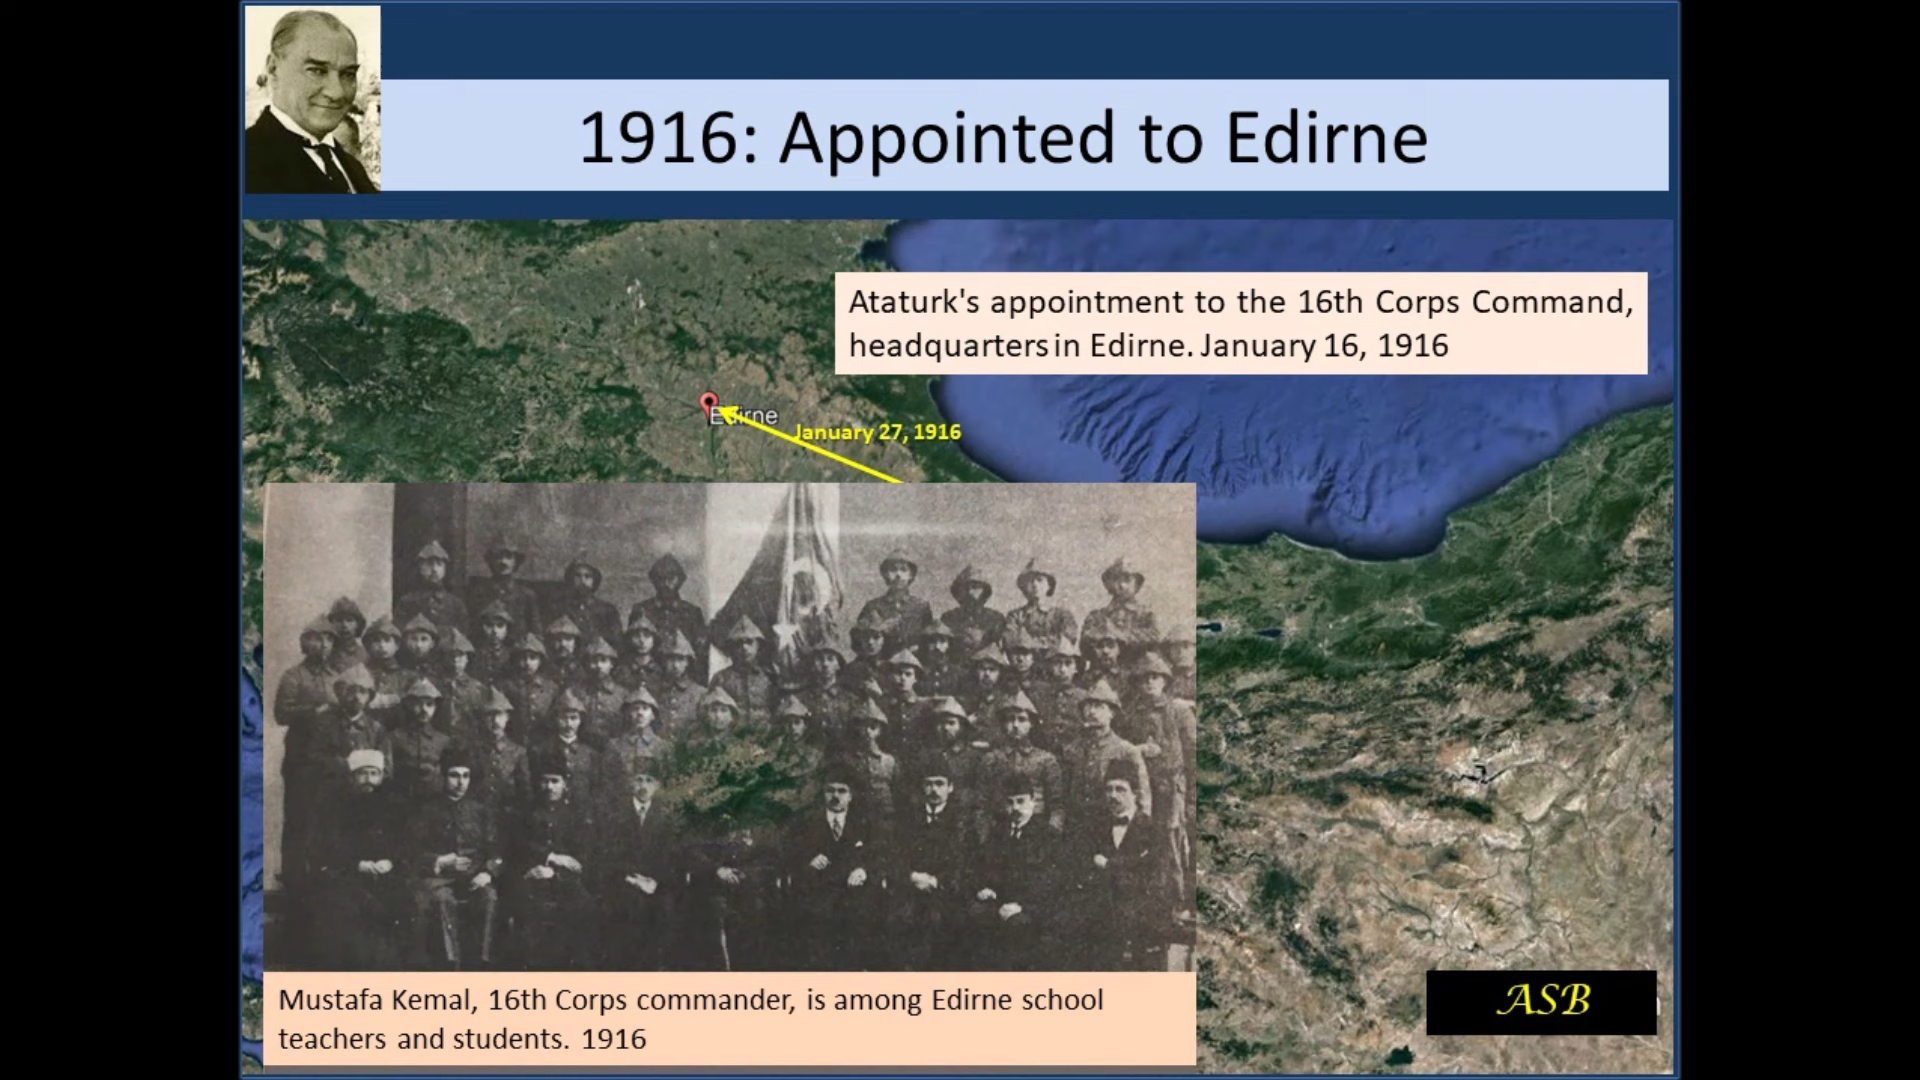 1916: Appointed to Edirne
Ataturk's appointment to the 16th Corps Command,
headquarters in Edirne. January 16, 1916
Edirne
January 27, 1916
Mustafa Kemal, 16th Corps commander, is among Edirne school
teachers and students. 1916
ASB